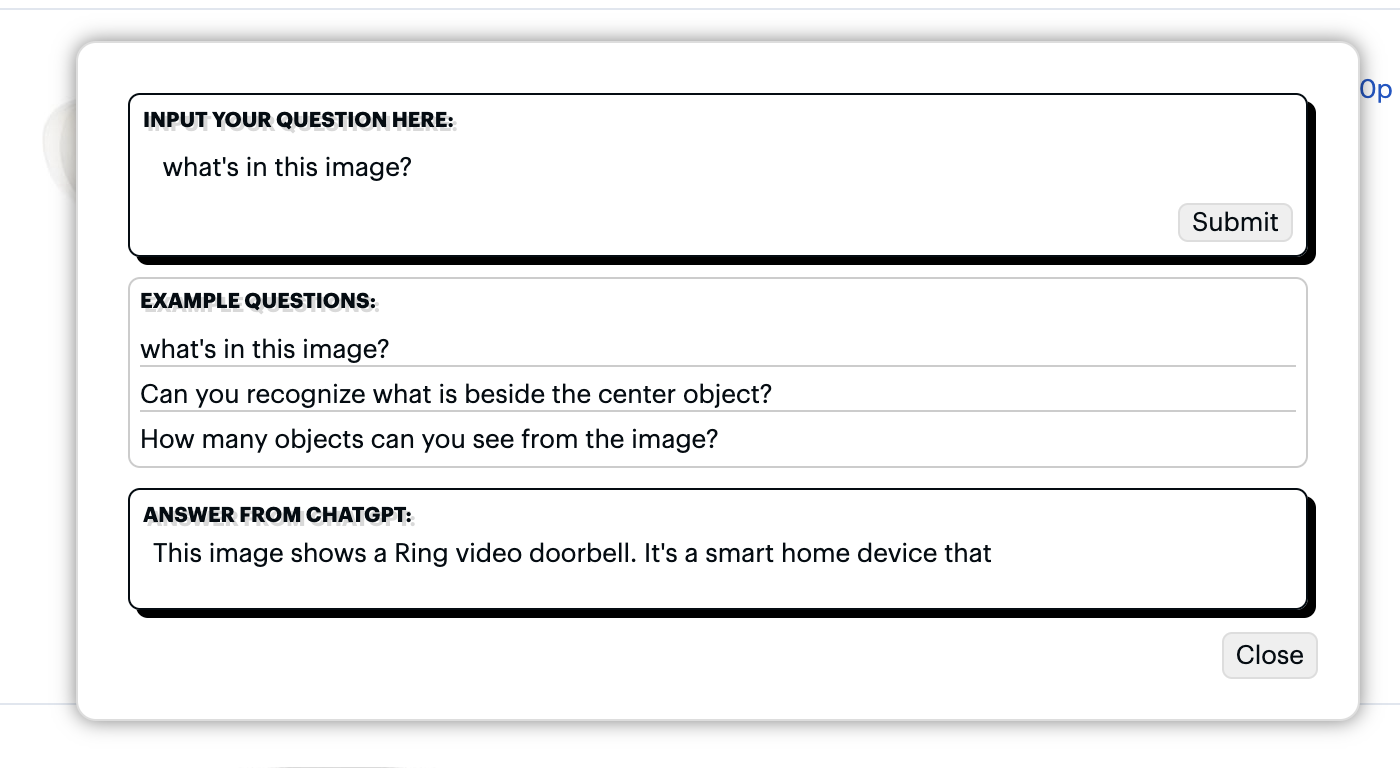 0p
INPUT YOUR QUESTION HERE:
what's in this image?
Submit
EXAMPLE QUESTIONS:
what's in this image?
Can you recognize what is beside the center object?
How many objects can you see from the image?
ANSWER FROM CHATGPT:
This image shows a Ring video doorbell. It's a smart home device that
Close